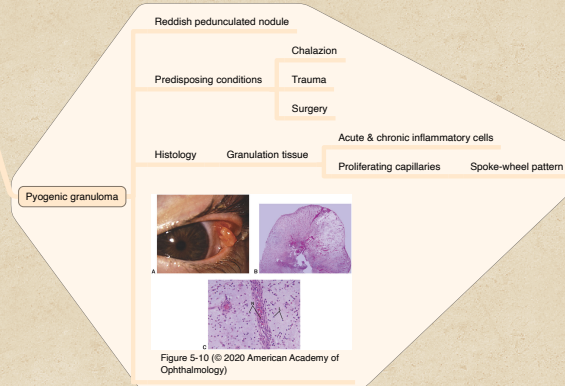 Reddish pedunculated nodule
Chalazion
Predisposing conditions
Trauma
Surgery
Acute & chronic inflammatory cells
Histology
Granulation tissue
Proliferating capillaries
Spoke-wheel pattern
Pyogenic granuloma
A
B
C
Figure 5-10 (© 2020 American Academy of
Ophthalmology)